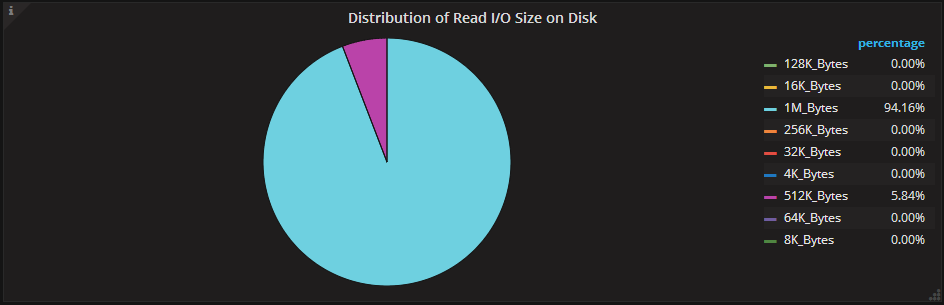 i
Distribution of Read I/O Size on Disk
percentage
128K_Bytes 0.00%
16K_Bytes 0.00%
1M_Bytes 94.16%
256K_Bytes 0.00%
32K_Bytes 0.00%
4K_Bytes 0.00%
512K_Bytes 5.84%
64K_Bytes 0.00%
8K_Bytes 0.00%